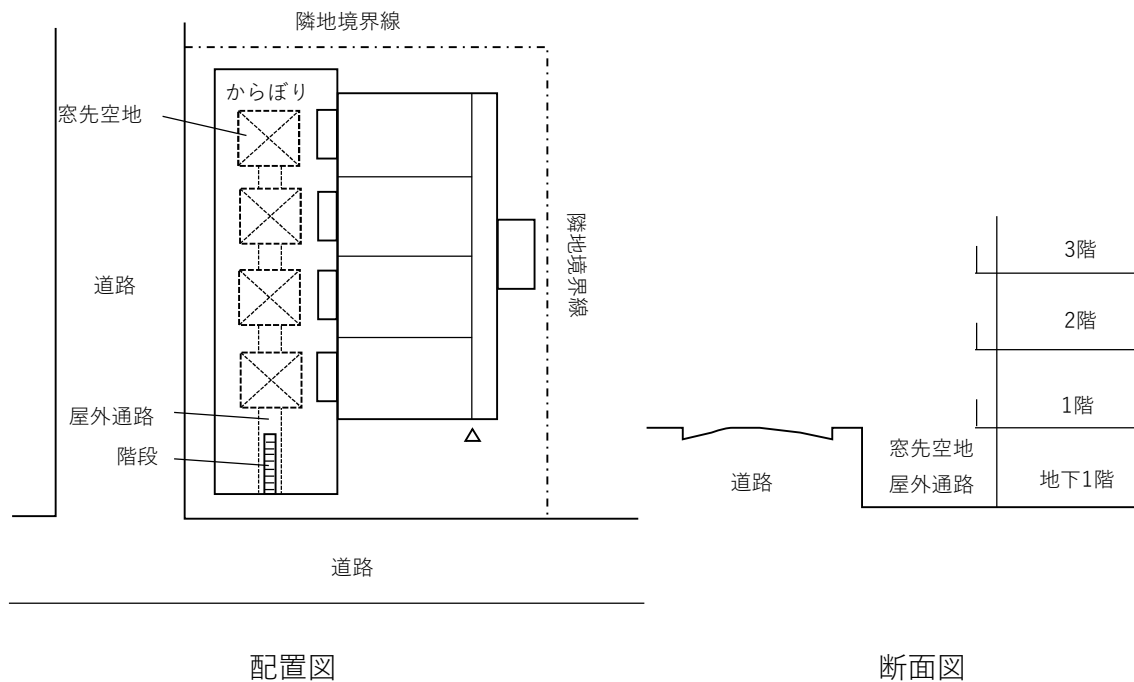 隣地境界線
からぼり
窓先空地
隣地境界線
道路
屋外通路
階段
道路
配置図
3階
2階
1階
窓先空地
屋外通路
道路
地下1階
断面図